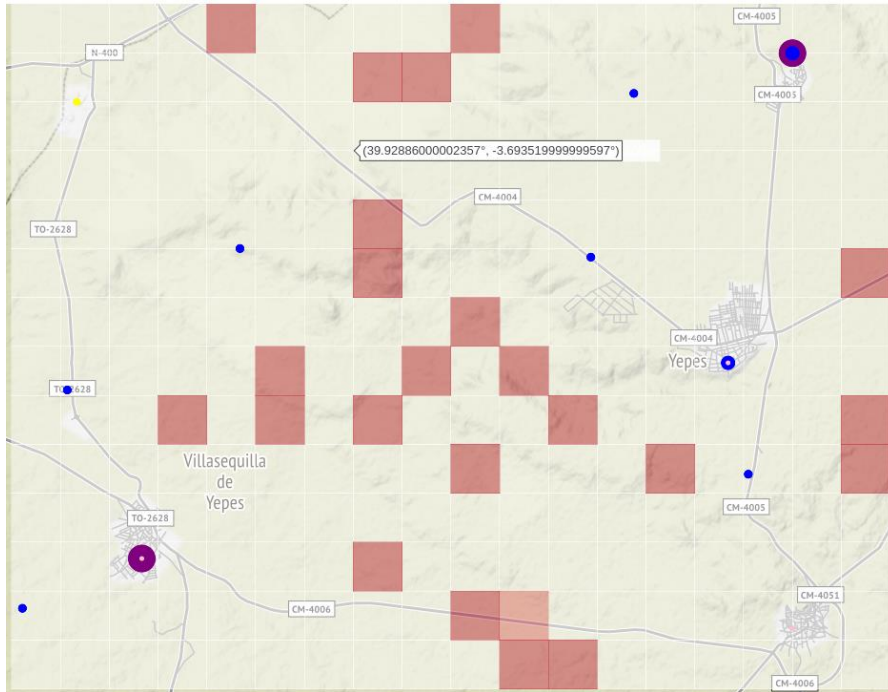 CM-4005
N-400
CM-4005
(39.92886000002357°, -3.693519999999597°)
CM-4004
TO-2628
CM-4004
Yepes
TO-2628
Villasequilla
de
Yepes
CM-4005
TO-2628
CM-4051
CM-4006
CM-4006